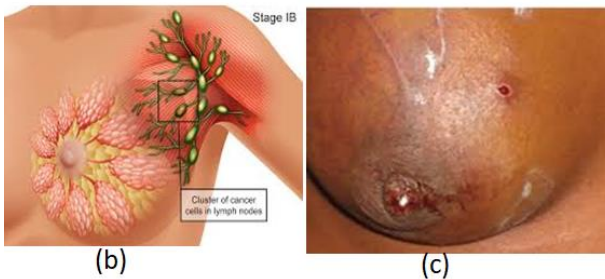 Stage IB
Cluster of cancer
cells in lymph nodes
(b)
(c)